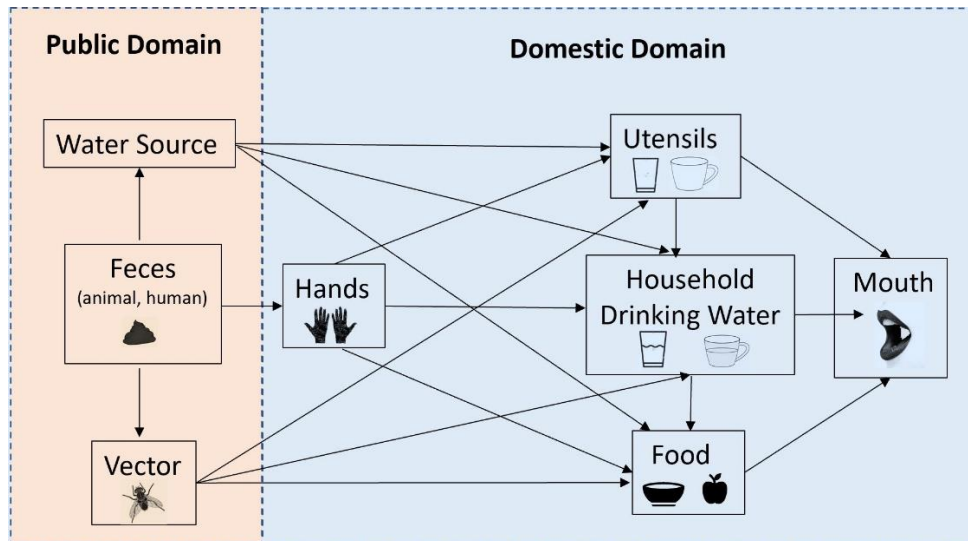 Public Domain
Domestic Domain
Water Source
Utensils
Feces
(animal, human)
Hands
Household
Drinking Water
Mouth
Vector
Food